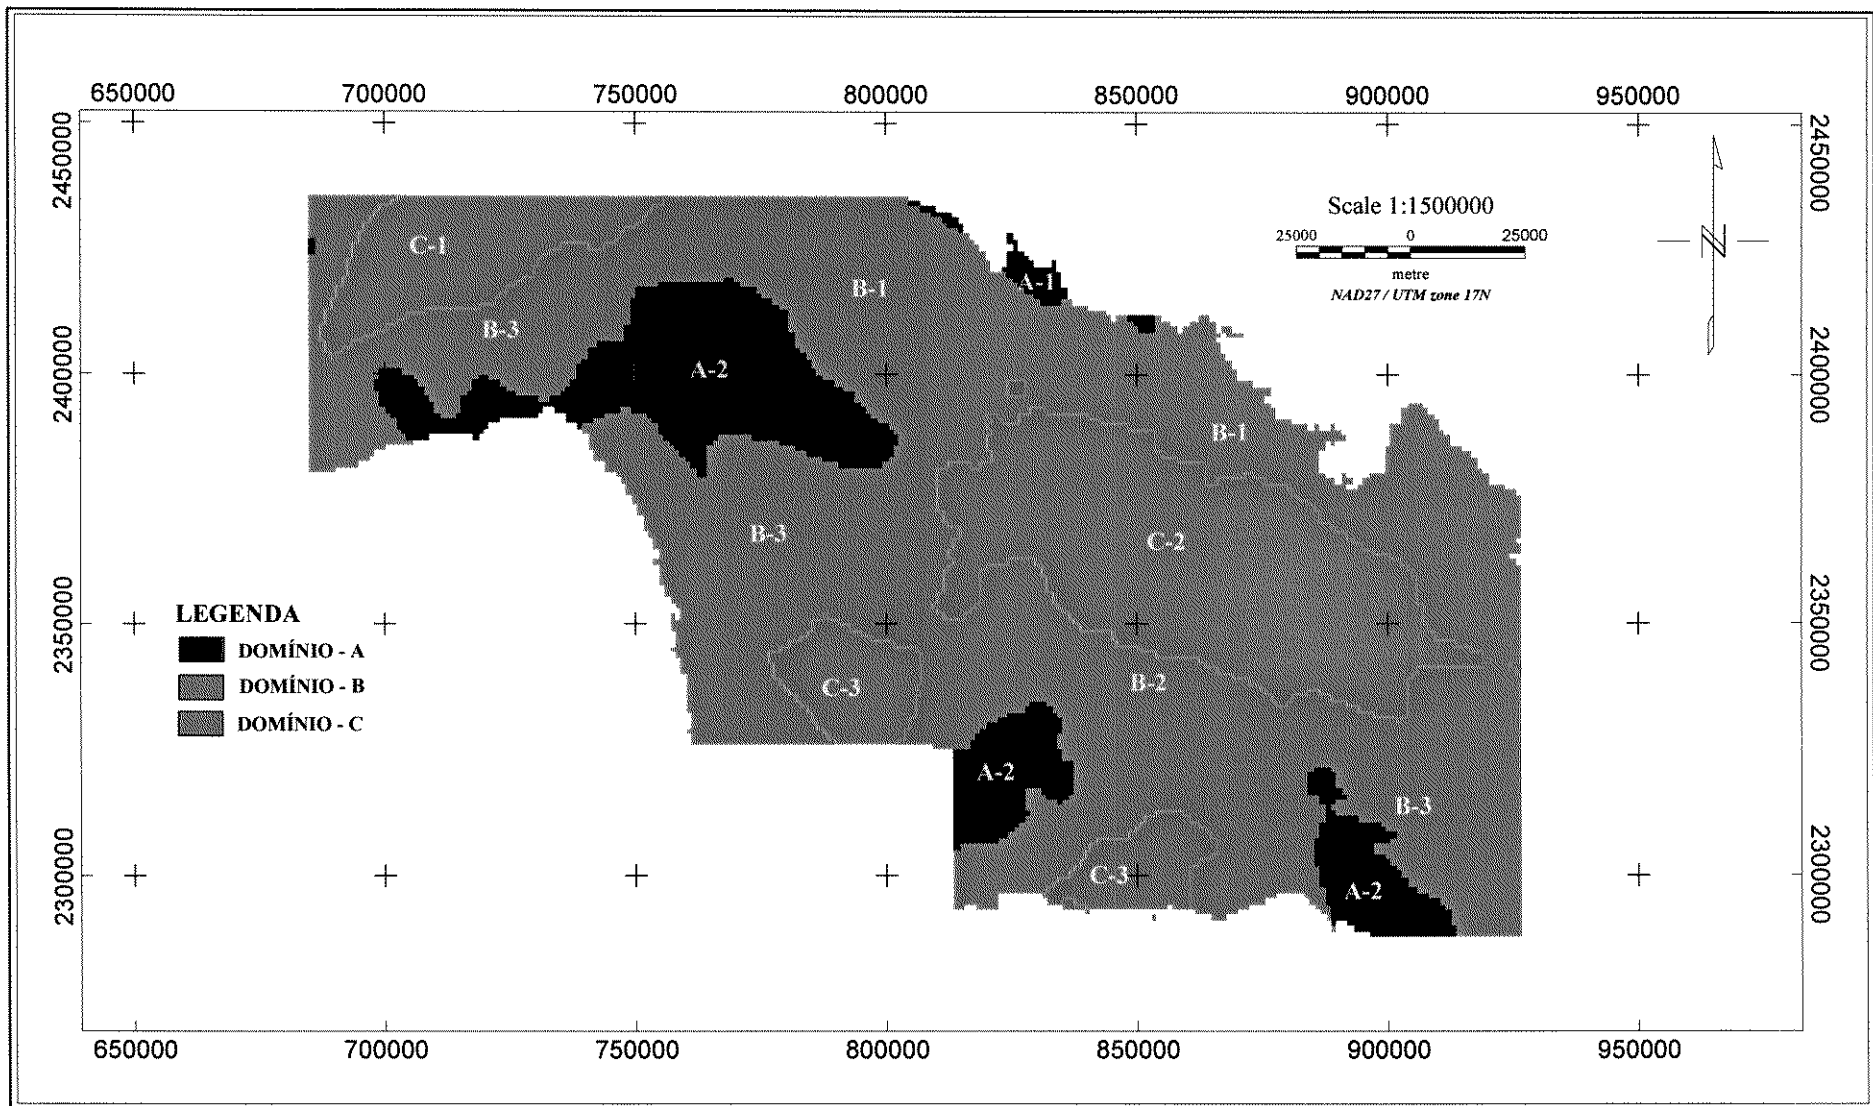 650000 700000 750000 800000 850000 900000 950000
2450000
2450000
Scale 1:1500000
25000 0 25000
metre
NAD27 / UTM zone 17N
N
C-1
A-1
B-1
B-3
A-2
2400000
2400000
B-1
B-3
C-2
2350000
2350000
LEGENDA
DOMÍNIO - A
DOMÍNIO - B
DOMÍNIO - C
C-3
B-2
A-2
B-3
C-3
A-2
2300000
2300000
650000 700000 750000 800000 850000 900000 950000